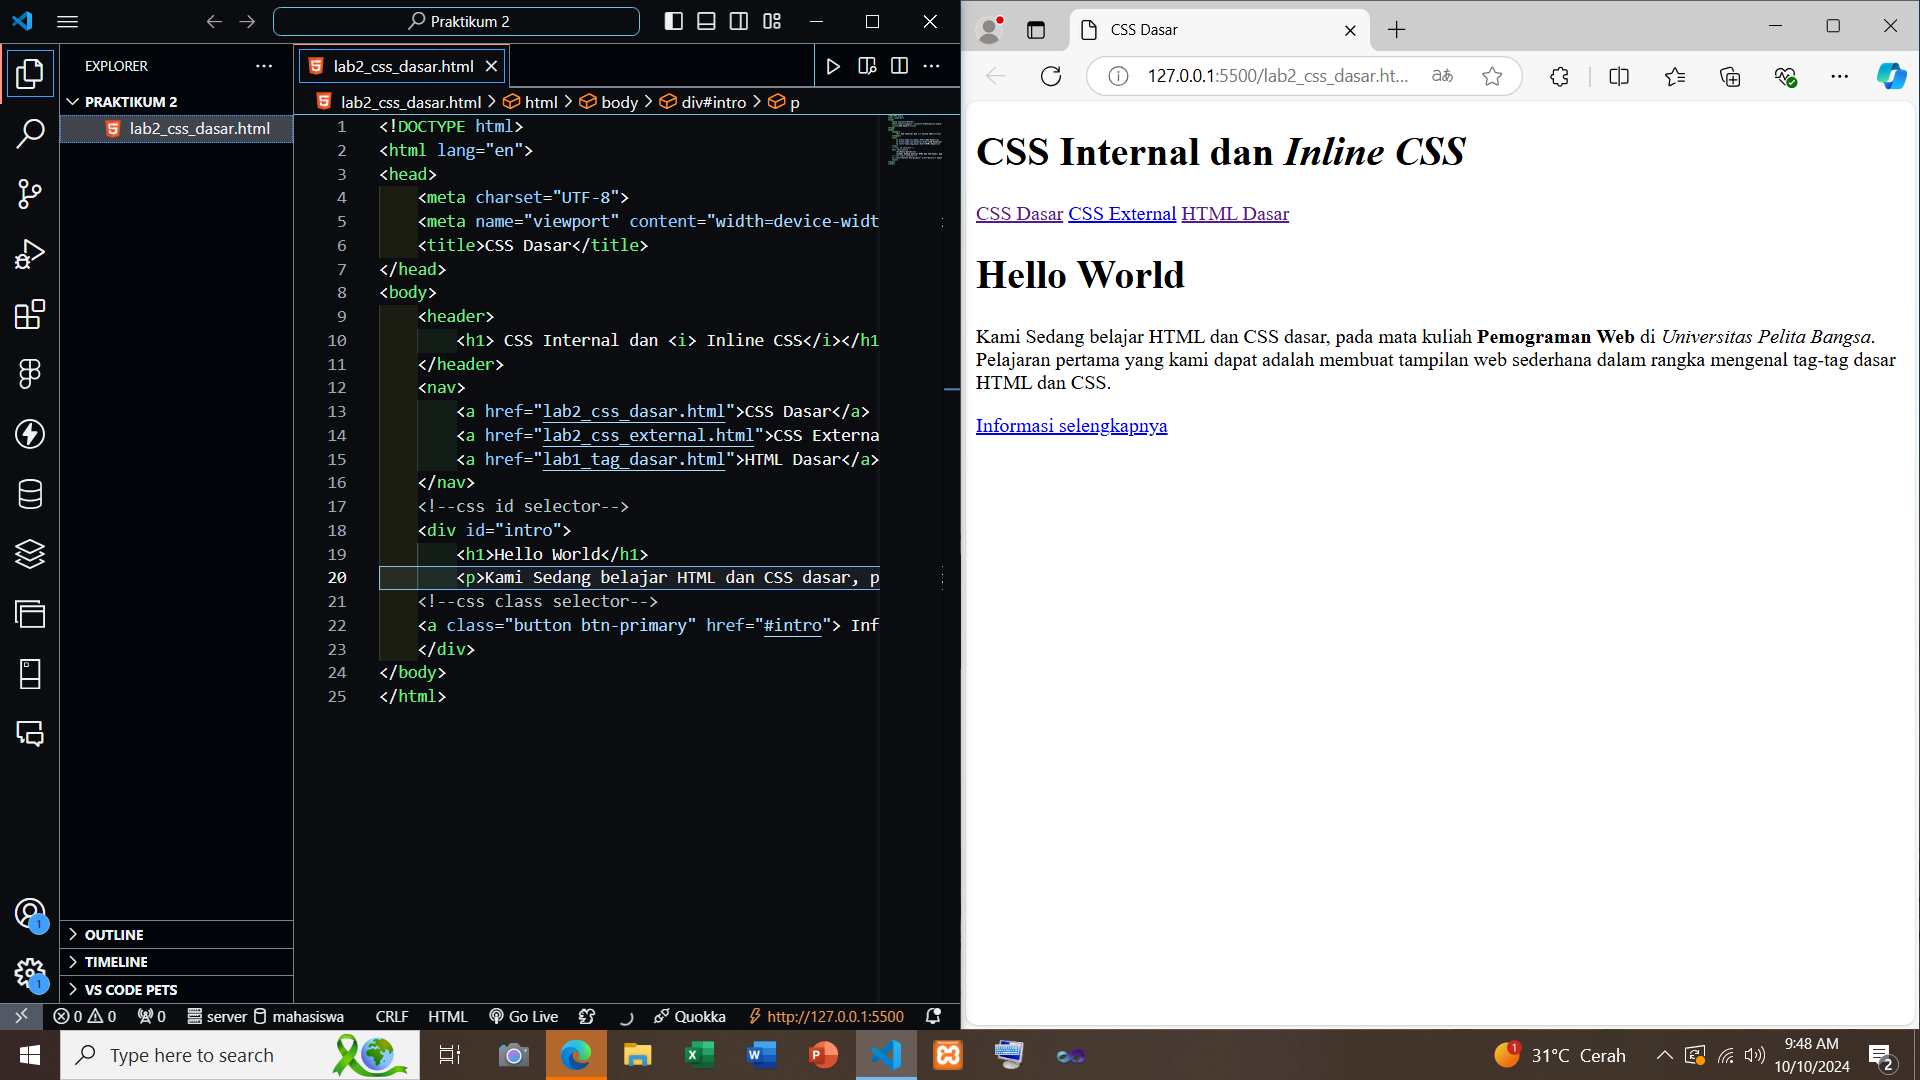 Praktikum 2
EXPLORER
PRAKTIKUM 2
lab2_css_dasar.html
OUTLINE
TIMELINE
VS CODE PETS
lab2_css_dasar.html
lab2_css_dasar.html > html > body > div#intro > p
1 <!DOCTYPE html>
2 <html lang="en">
3 <head>
4 <meta charset="UTF-8">
5 <meta name="viewport" content="width=device-widt
6 <title>CSS Dasar</title>
7 </head>
8 <body>
9 <header>
10 <h1> CSS Internal dan <i> Inline CSS</i></h1
11 </header>
12 <nav>
13 <a href="lab2_css_dasar.html">CSS Dasar</a>
14 <a href="lab2_css_external.html">CSS Externa
15 <a href="lab1_tag_dasar.html">HTML Dasar</a>
16 </nav>
17 <!--css id selector-->
18 <div id="intro">
19 <h1>Hello World</h1>
20 <p>Kami Sedang belajar HTML dan CSS dasar, p
21 <!--css class selector-->
22 <a class="button btn-primary" href="#intro"> Inf
23 </div>
24 </body>
25 </html>
1
1
0 0 0 server mahasiswa CRLF HTML Go Live Quokka http://127.0.0.1:5500
CSS Dasar
127.0.0.1:5500/lab2_css_dasar.ht...
CSS Internal dan Inline CSS
CSS Dasar CSS External HTML Dasar
Hello World
Kami Sedang belajar HTML dan CSS dasar, pada mata kuliah Pemograman Web di Universitas Pelita Bangsa.
Pelajaran pertama yang kami dapat adalah membuat tampilan web sederhana dalam rangka mengenal tag-tag dasar
HTML dan CSS.
Informasi selengkapnya
Type here to search
1 31°C Cerah
9:48 AM
10/10/2024
2